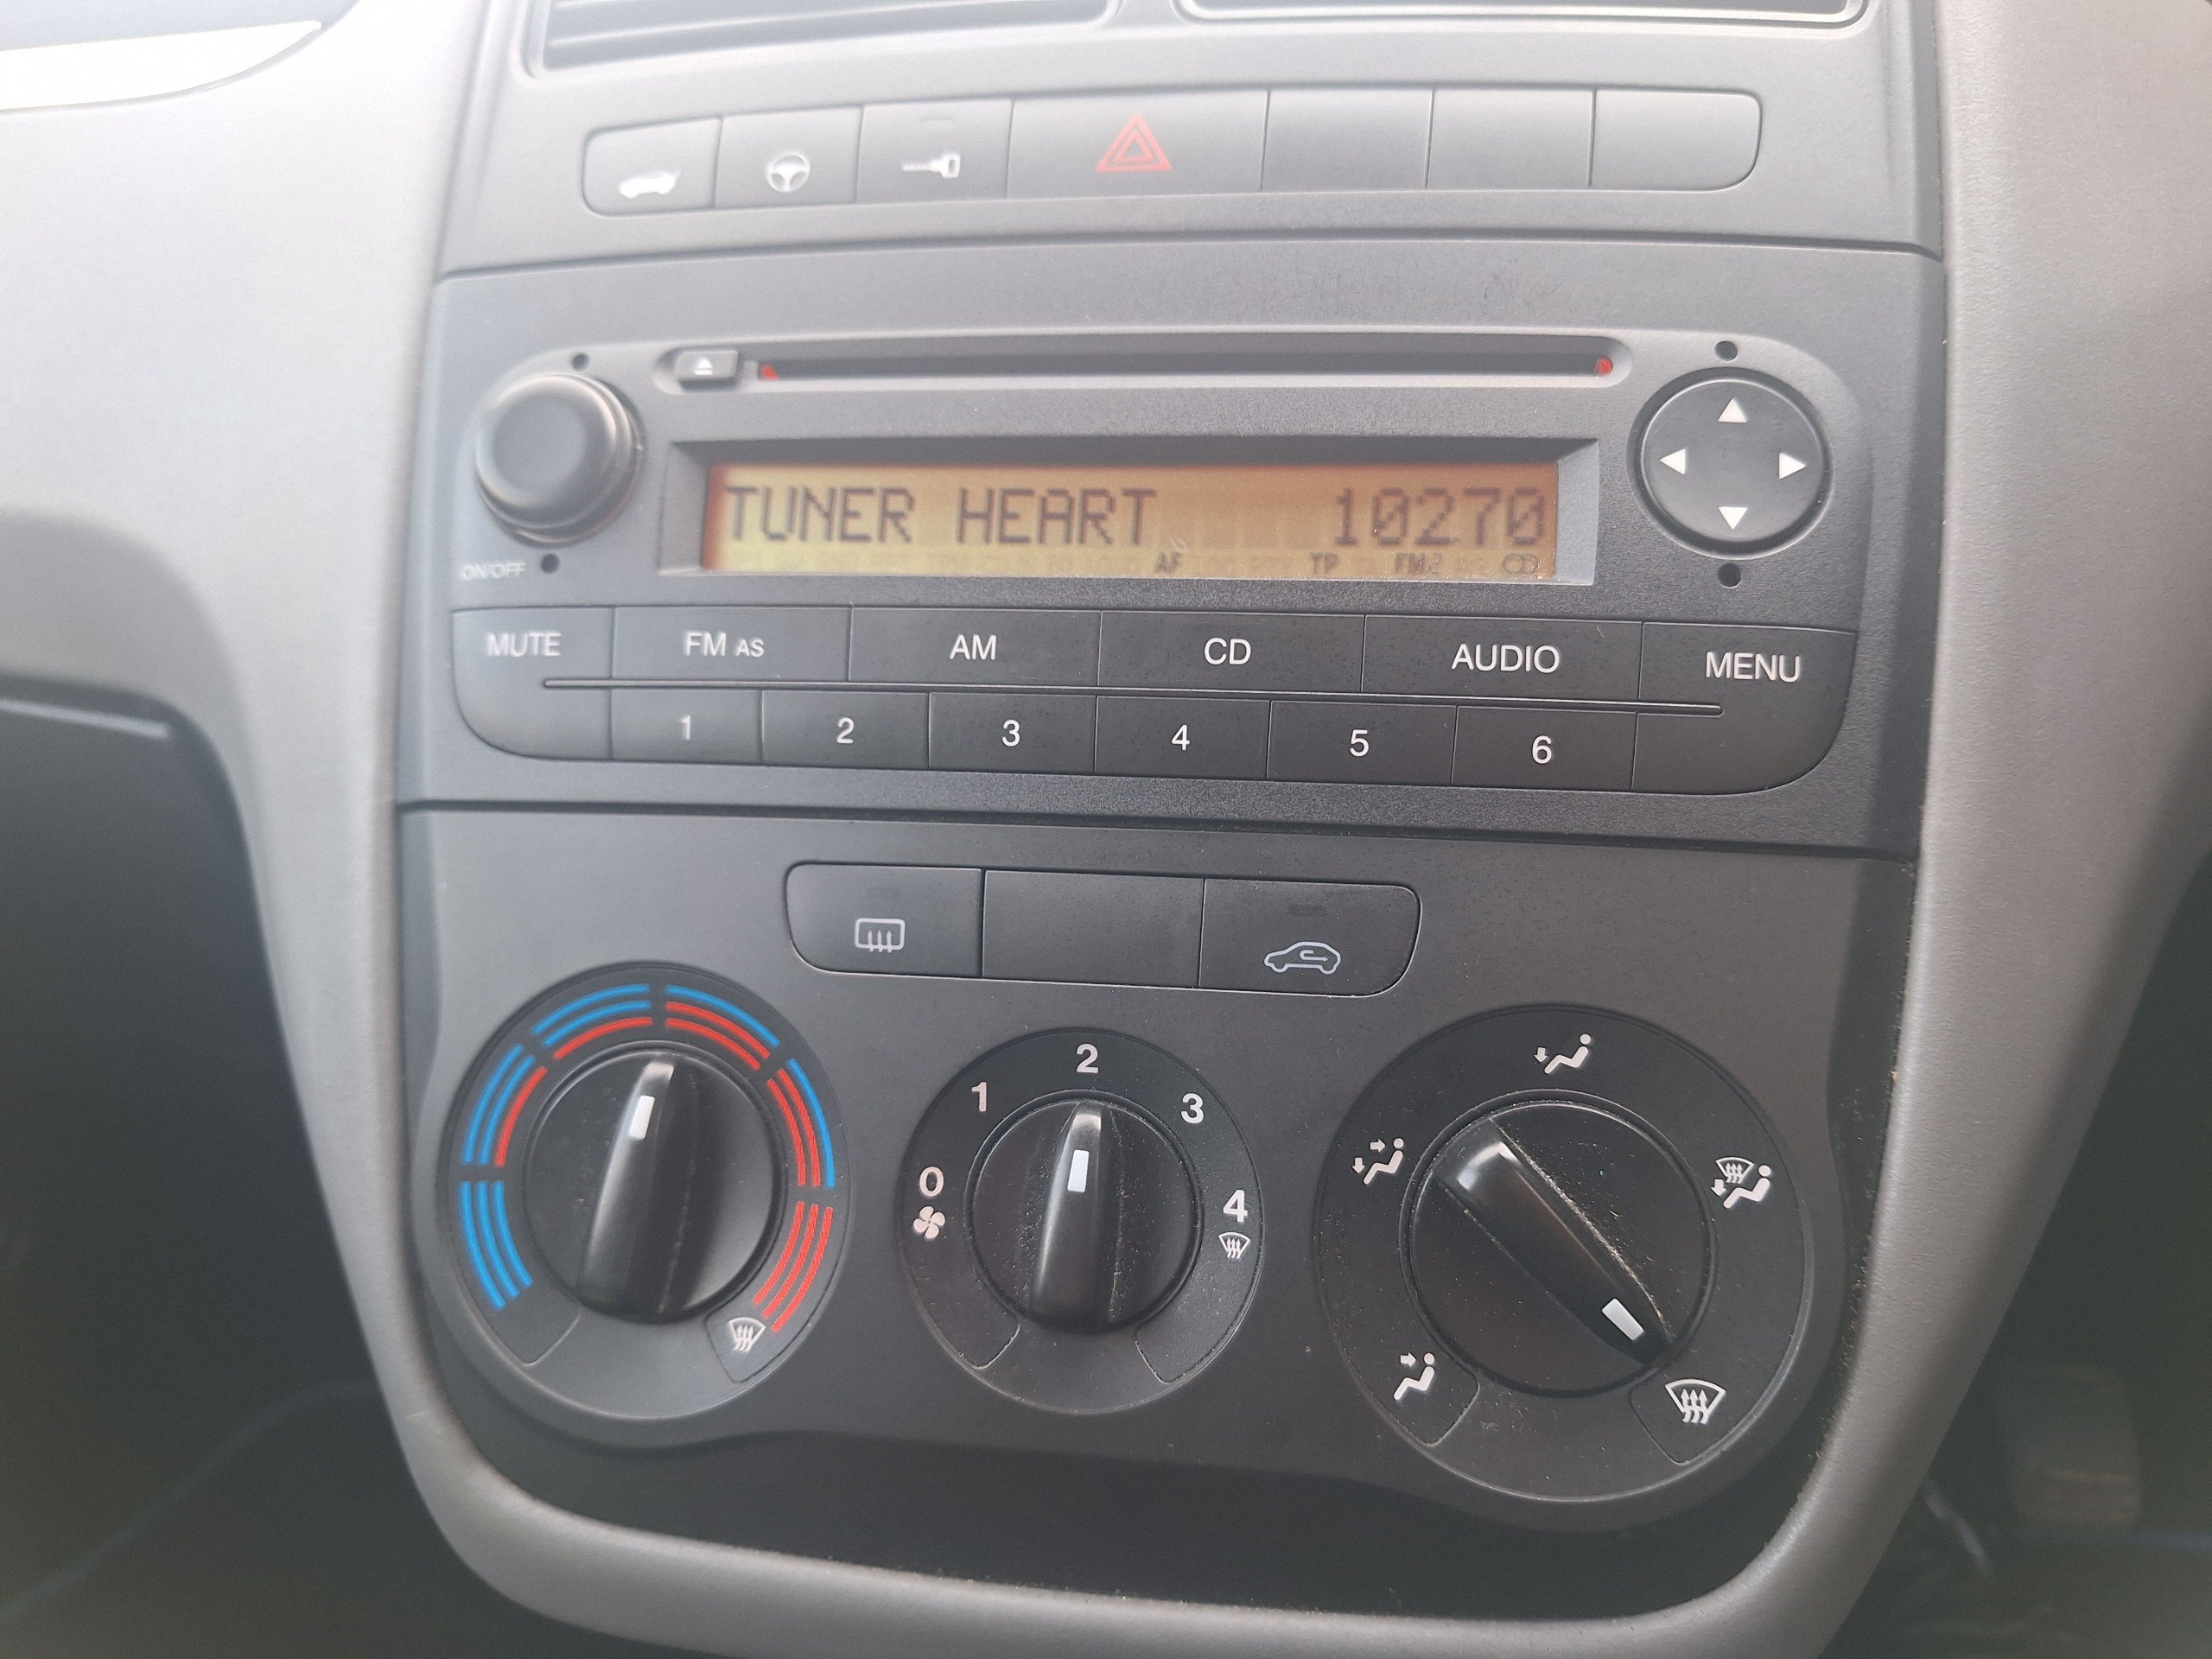 TUNER HEART 10270
AF TP FM2 CD
ON/OFF
MUTE FM AS AM CD AUDIO MENU
1 2 3 4 5 6
0 1 2 3 4